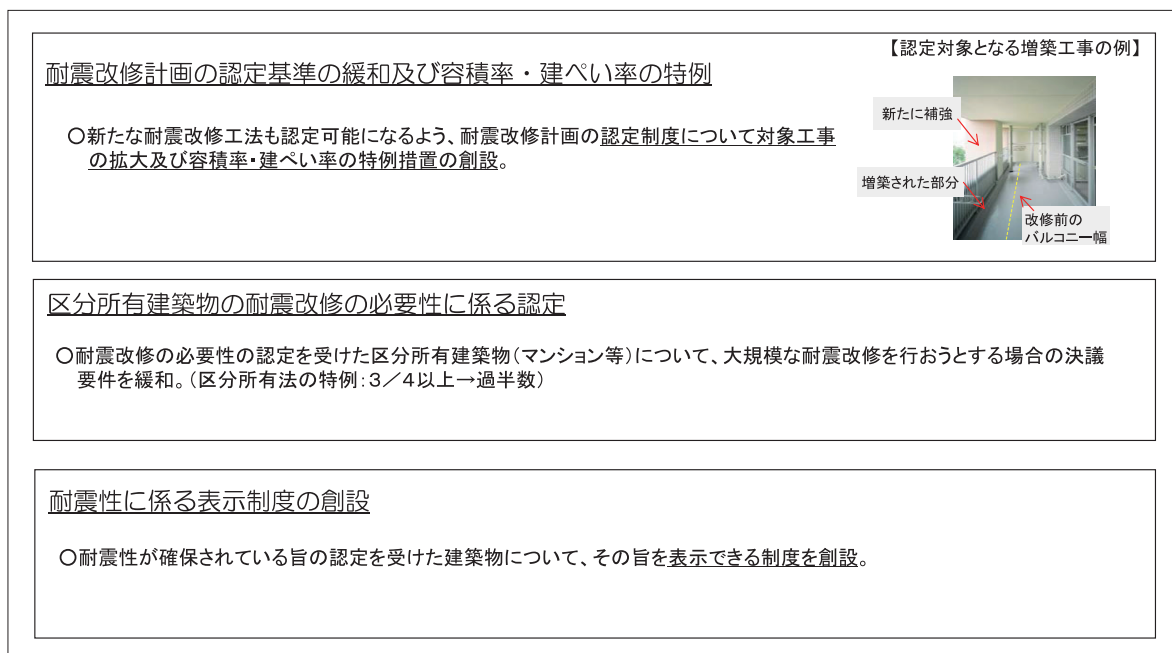 耐震改修計画の認定基準の緩和及び容積率・建ぺい率の特例
【認定対象となる増築工事の例】
○新たな耐震改修工法も認定可能になるよう、耐震改修計画の認定制度について対象工事
の拡大及び容積率・建ぺい率の特例措置の創設。
新たに補強
増築された部分
改修前の
バルコニー幅
区分所有建築物の耐震改修の必要性に係る認定
○耐震改修の必要性の認定を受けた区分所有建築物(マンション等)について、大規模な耐震改修を行おうとする場合の決議
要件を緩和。(区分所有法の特例:3/4以上→過半数)
耐震性に係る表示制度の創設
○耐震性が確保されている旨の認定を受けた建築物について、その旨を表示できる制度を創設。